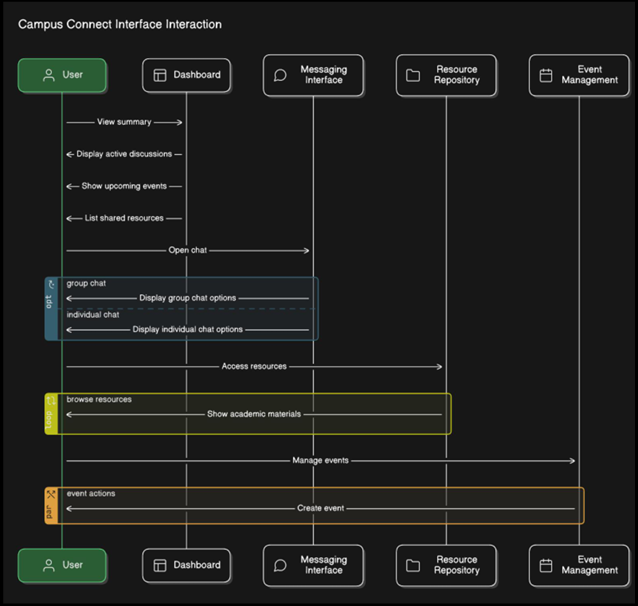 Campus Connect Interface Interaction
User
Dashboard
Messaging
Interface
Resource
Repository
Event
Management
View summary
Display active discussions
Show upcoming events
List shared resources
Open chat
opt
group chat
Display group chat options
individual chat
Display individual chat options
Access resources
loop
browse resources
Show academic materials
Manage events
par
event actions
Create event
User
Dashboard
Messaging
Interface
Resource
Repository
Event
Management